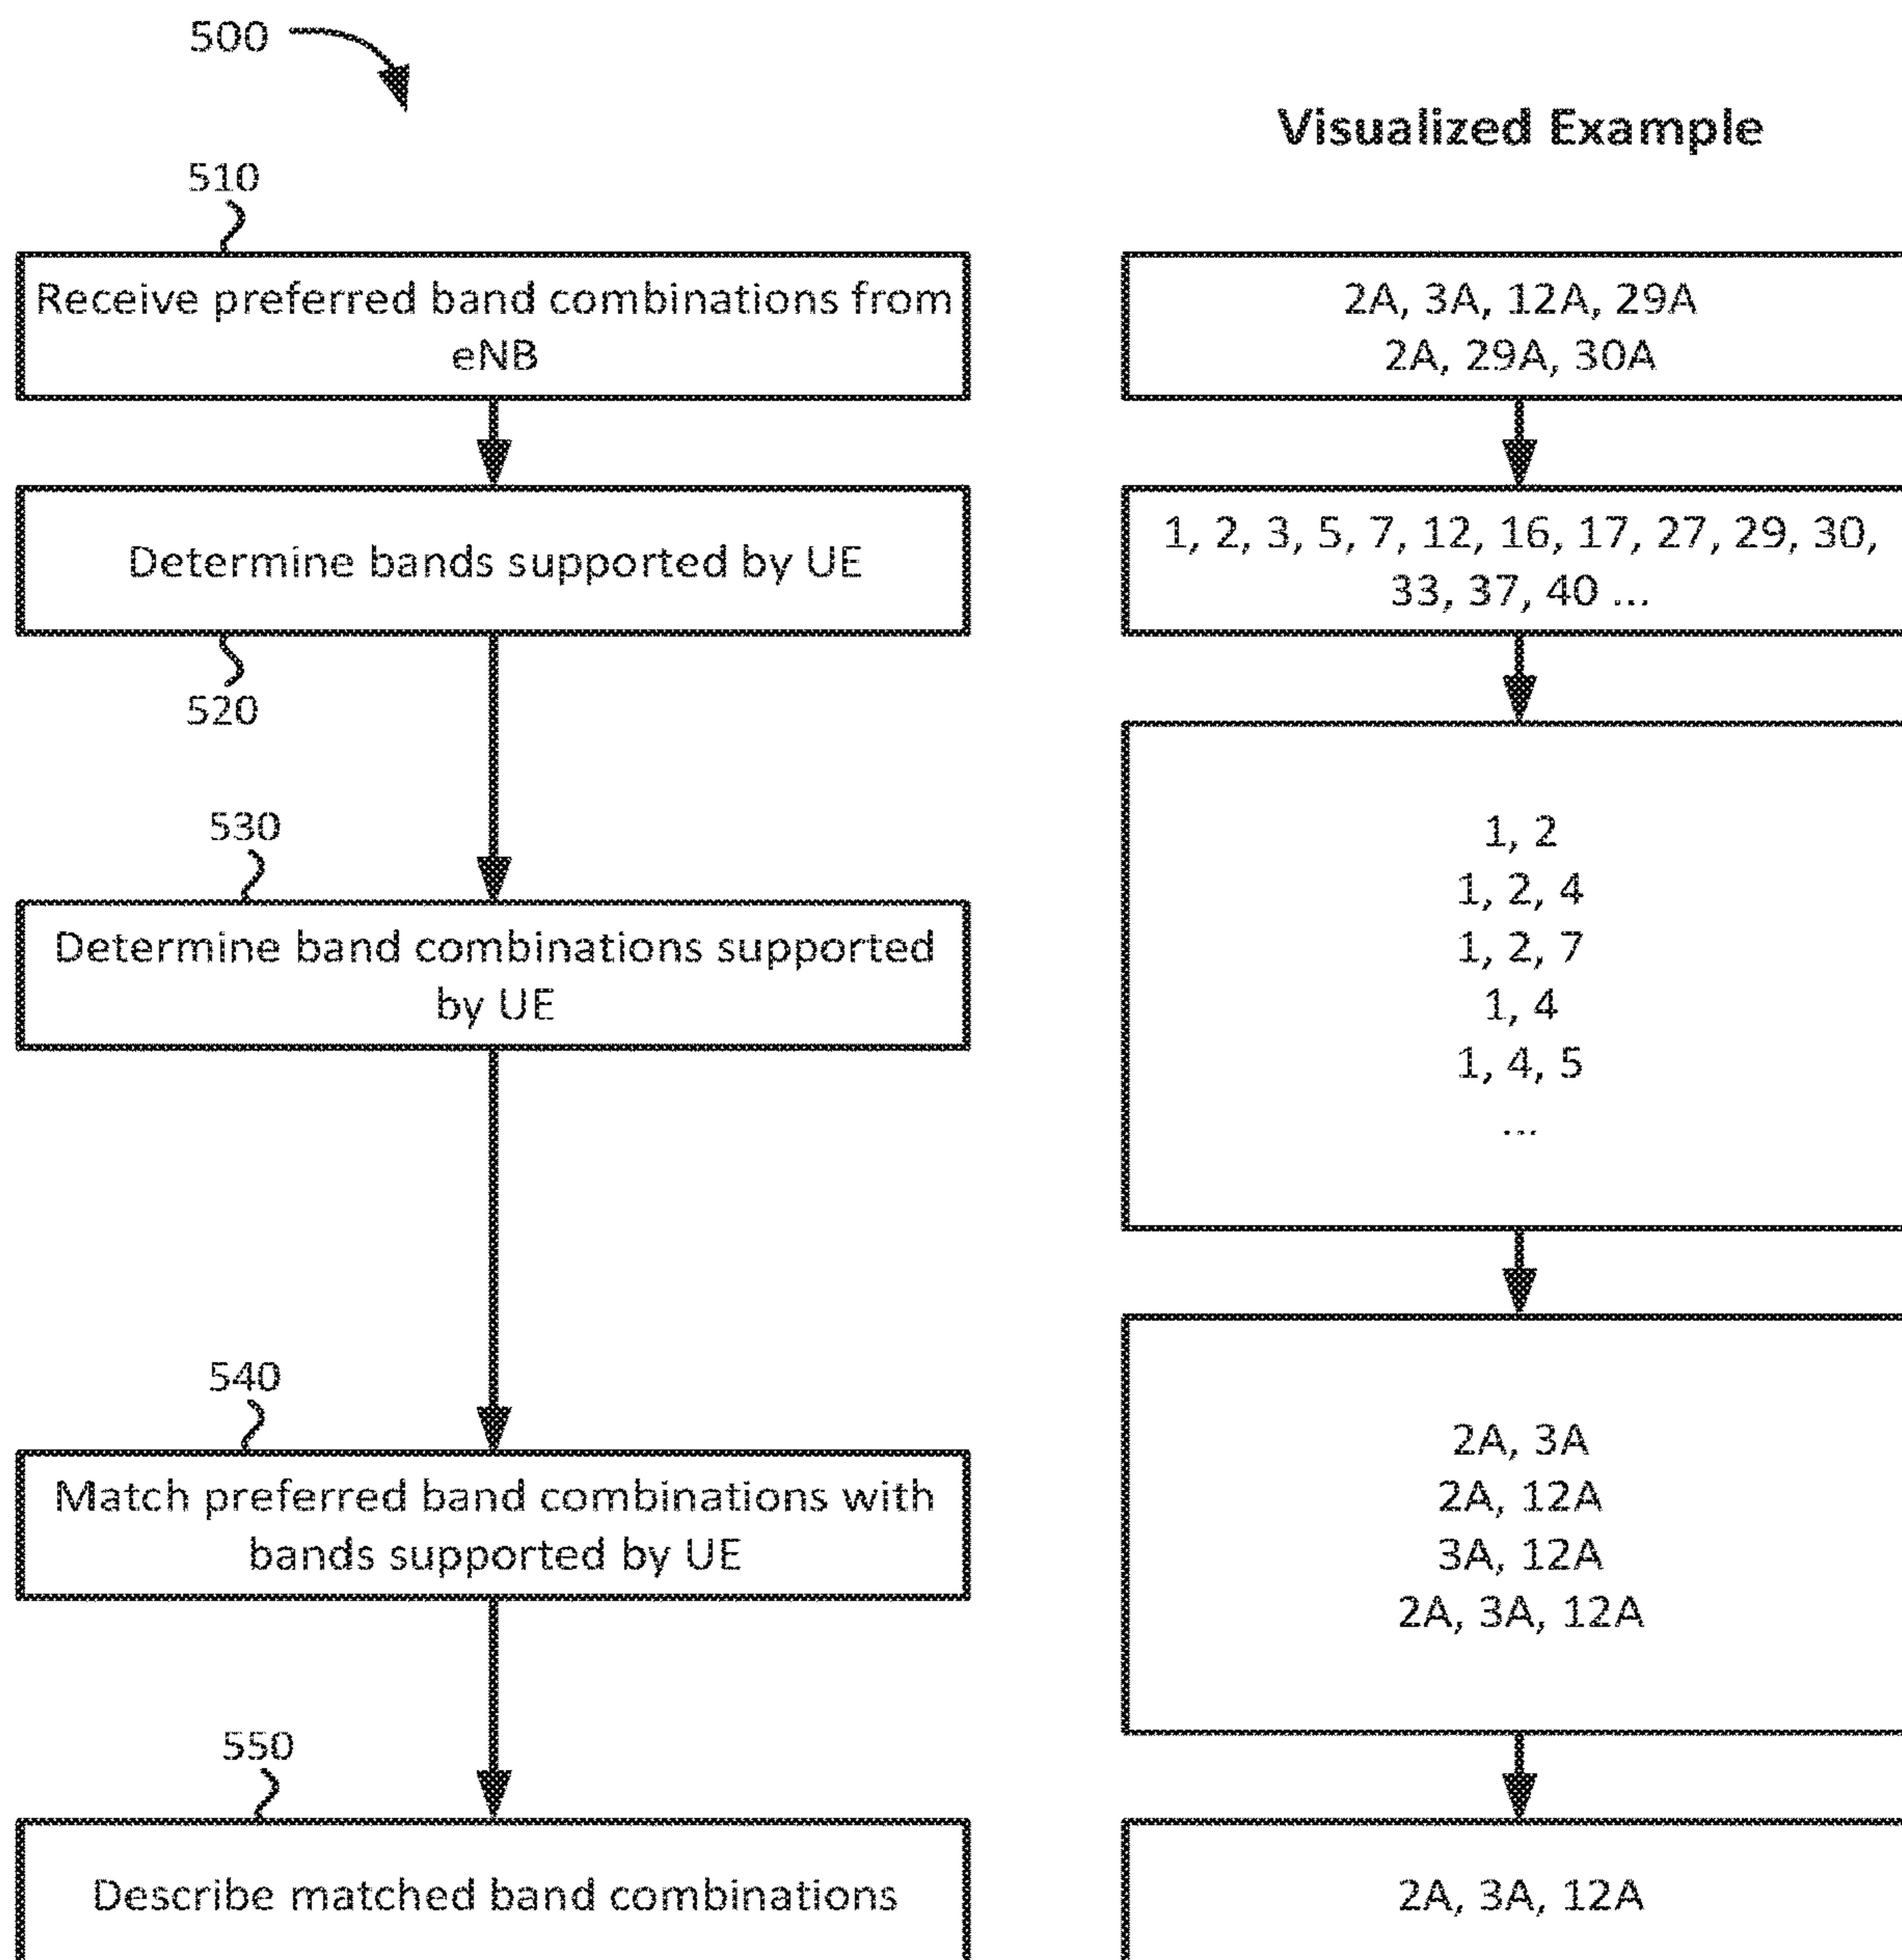 500
Visualized Example
510
Receive preferred band combinations from
eNB
2A, 3A, 12A, 29A
2A, 29A, 30A
Determine bands supported by UE
520
1, 2, 3, 5, 7, 12, 16, 17, 27, 29, 30,
33, 37, 40 ...
530
Determine band combinations supported
by UE
1, 2
1, 2, 4
1, 2, 7
1, 4
1, 4, 5
...
540
Match preferred band combinations with
bands supported by UE
2A, 3A
2A, 12A
3A, 12A
2A, 3A, 12A
550
Describe matched band combinations
2A, 3A, 12A